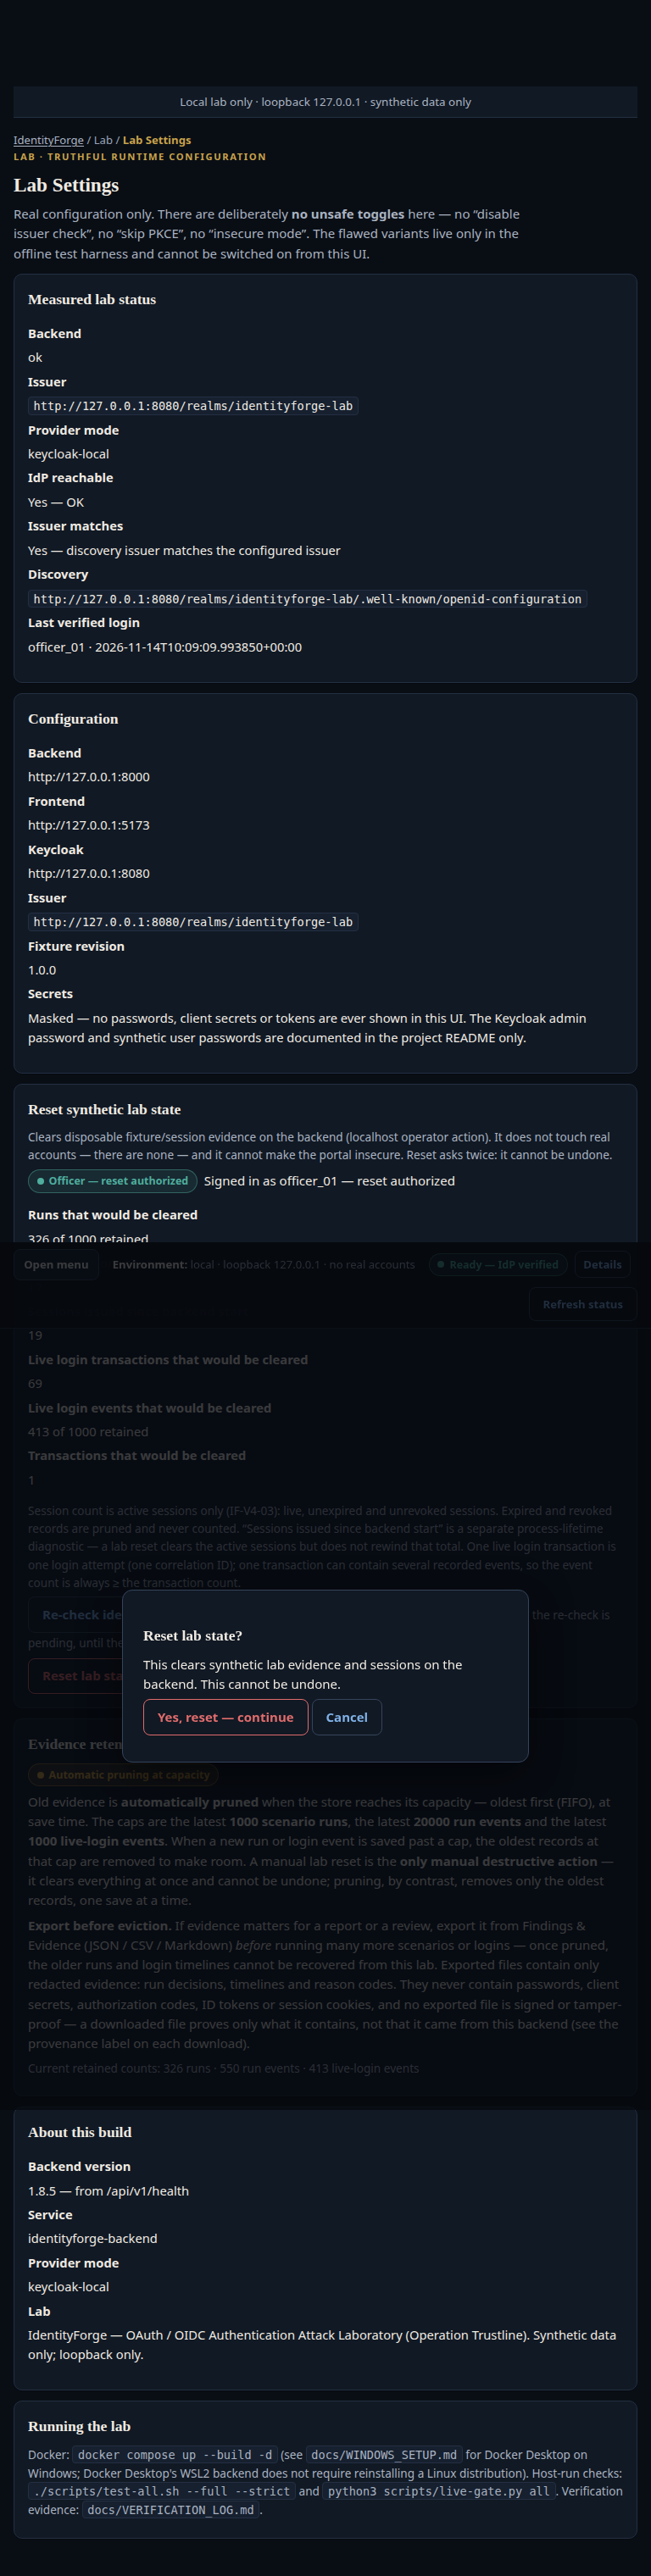 Local lab only · loopback 127.0.0.1 · synthetic data only
IdentityForge / Lab / Lab Settings
LAB · TRUTHFUL RUNTIME CONFIGURATION
Lab Settings
Real configuration only. There are deliberately no unsafe toggles here — no “disable
issuer check”, no “skip PKCE”, no “insecure mode”. The flawed variants live only in the
offline test harness and cannot be switched on from this UI.
Measured lab status
Backend
ok
Issuer
http://127.0.0.1:8080/realms/identityforge-lab
Provider mode
keycloak-local
IdP reachable
Yes — OK
Issuer matches
Yes — discovery issuer matches the configured issuer
Discovery
http://127.0.0.1:8080/realms/identityforge-lab/.well-known/openid-configuration
Last verified login
officer_01 · 2026-11-14T10:09:09.993850+00:00
Configuration
Backend
http://127.0.0.1:8000
Frontend
http://127.0.0.1:5173
Keycloak
http://127.0.0.1:8080
Issuer
http://127.0.0.1:8080/realms/identityforge-lab
Fixture revision
1.0.0
Secrets
Masked — no passwords, client secrets or tokens are ever shown in this UI. The Keycloak admin
password and synthetic user passwords are documented in the project README only.
Reset synthetic lab state
Clears disposable fixture/session evidence on the backend (localhost operator action). It does not touch real
accounts — there are none — and it cannot make the portal insecure. Reset asks twice: it cannot be undone.
Officer — reset authorized Signed in as officer_01 — reset authorized
Runs that would be cleared
326 of 1000 retained
Open menu Environment: local · loopback 127.0.0.1 · no real accounts Ready — IdP verified Details
Refresh status
19
Live login transactions that would be cleared
69
Live login events that would be cleared
413 of 1000 retained
Transactions that would be cleared
1
Session count is active sessions only (IF-V4-03): live, unexpired and unrevoked sessions. Expired and revoked
records are pruned and never counted. “Sessions issued since backend start” is a separate process-lifetime
diagnostic — a lab reset clears the active sessions but does not rewind that total. One live login transaction is
one login attempt (one correlation ID); one transaction can contain several recorded events, so the event
count is always ≥ the transaction count.
Re-check ide the re-check is
pending, until the
Reset lab sta
Reset lab state?
This clears synthetic lab evidence and sessions on the
backend. This cannot be undone.
Yes, reset — continue Cancel
Evidence reten
Automatic pruning at capacity
Old evidence is automatically pruned when the store reaches its capacity — oldest first (FIFO), at
save time. The caps are the latest 1000 scenario runs, the latest 20000 run events and the latest
1000 live-login events. When a new run or login event is saved past a cap, the oldest records at
that cap are removed to make room. A manual lab reset is the only manual destructive action —
it clears everything at once and cannot be undone; pruning, by contrast, removes only the oldest
records, one save at a time.
Export before eviction. If evidence matters for a report or a review, export it from Findings &
Evidence (JSON / CSV / Markdown) before running many more scenarios or logins — once pruned,
the older runs and login timelines cannot be recovered from this lab. Exported files contain only
redacted evidence: run decisions, timelines and reason codes. They never contain passwords, client
secrets, authorization codes, ID tokens or session cookies, and no exported file is signed or tamper-
proof — a downloaded file proves only what it contains, not that it came from this backend (see the
provenance label on each download).
Current retained counts: 326 runs · 550 run events · 413 live-login events
About this build
Backend version
1.8.5 — from /api/v1/health
Service
identityforge-backend
Provider mode
keycloak-local
Lab
IdentityForge — OAuth / OIDC Authentication Attack Laboratory (Operation Trustline). Synthetic data
only; loopback only.
Running the lab
Docker: docker compose up --build -d (see docs/WINDOWS_SETUP.md for Docker Desktop on
Windows; Docker Desktop's WSL2 backend does not require reinstalling a Linux distribution). Host-run checks:
./scripts/test-all.sh --full --strict and python3 scripts/live-gate.py all. Verification
evidence: docs/VERIFICATION_LOG.md.